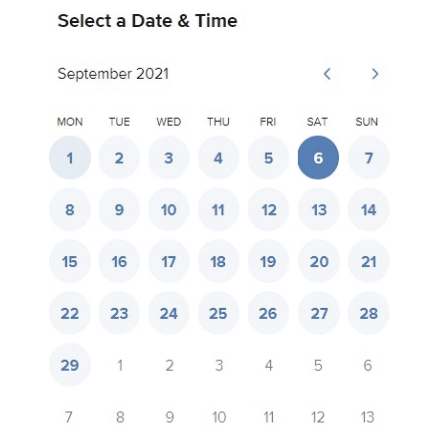 Select a Date & Time
September 2021
MON TUE WED THU FRI SAT SUN
1 2 3 4 5 6 7
8 9 10 11 12 13 14
15 16 17 18 19 20 21
22 23 24 25 26 27 28
29 1 2 3 4 5 6
7 8 9 10 11 12 13